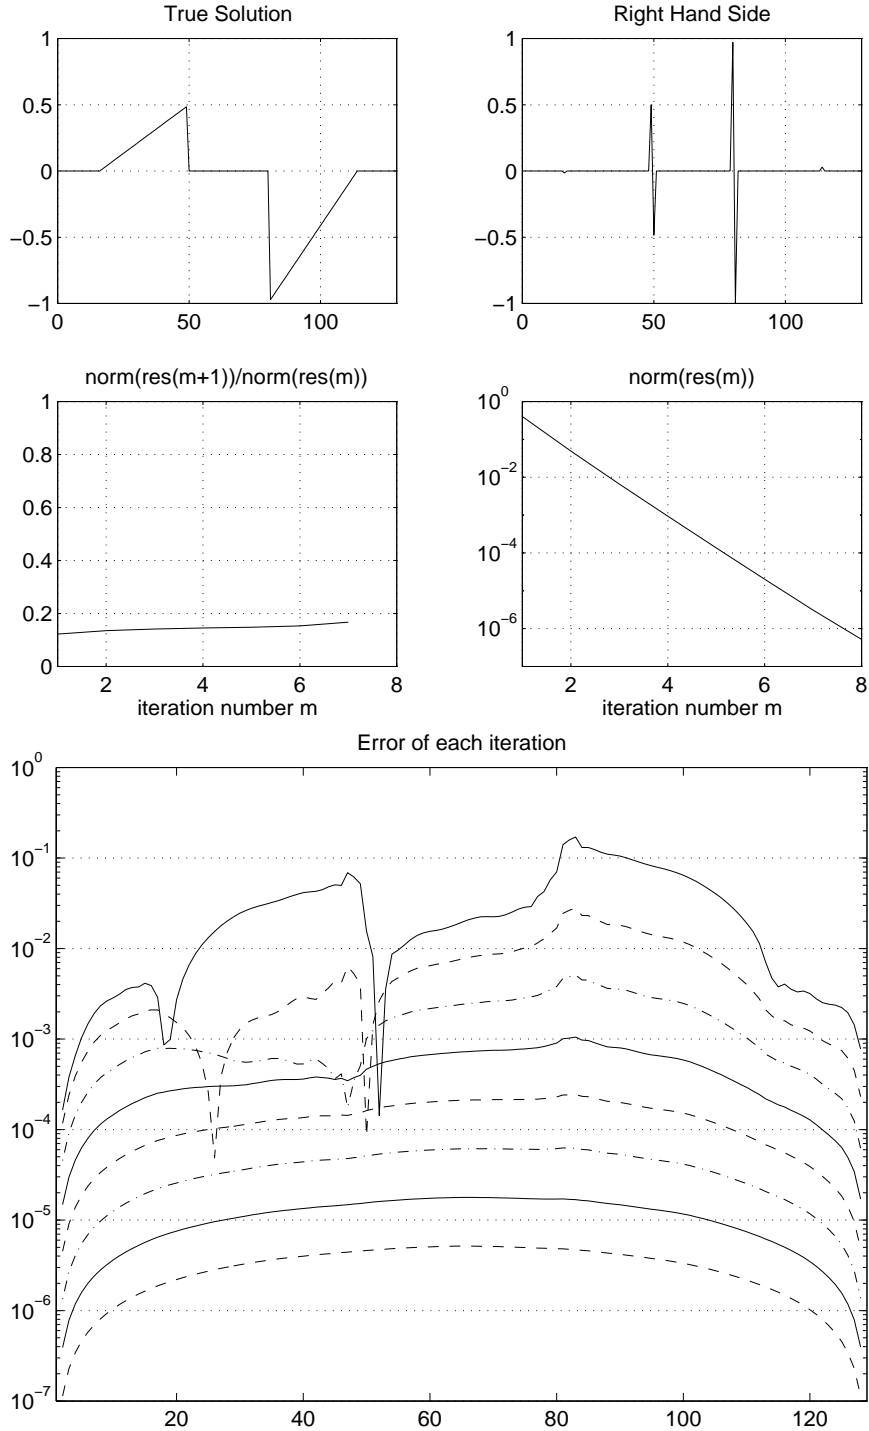 True Solution
1
0.5
0
−0.5
−1
0 50 100
Right Hand Side
1
0.5
0
−0.5
−1
0 50 100
norm(res(m+1))/norm(res(m))
1
0.8
0.6
0.4
0.2
0
2 4 6 8
iteration number m
norm(res(m))
10^0
10^−2
10^−4
10^−6
2 4 6 8
iteration number m
Error of each iteration
10^0
10^−1
10^−2
10^−3
10^−4
10^−5
10^−6
10^−7
20 40 60 80 100 120